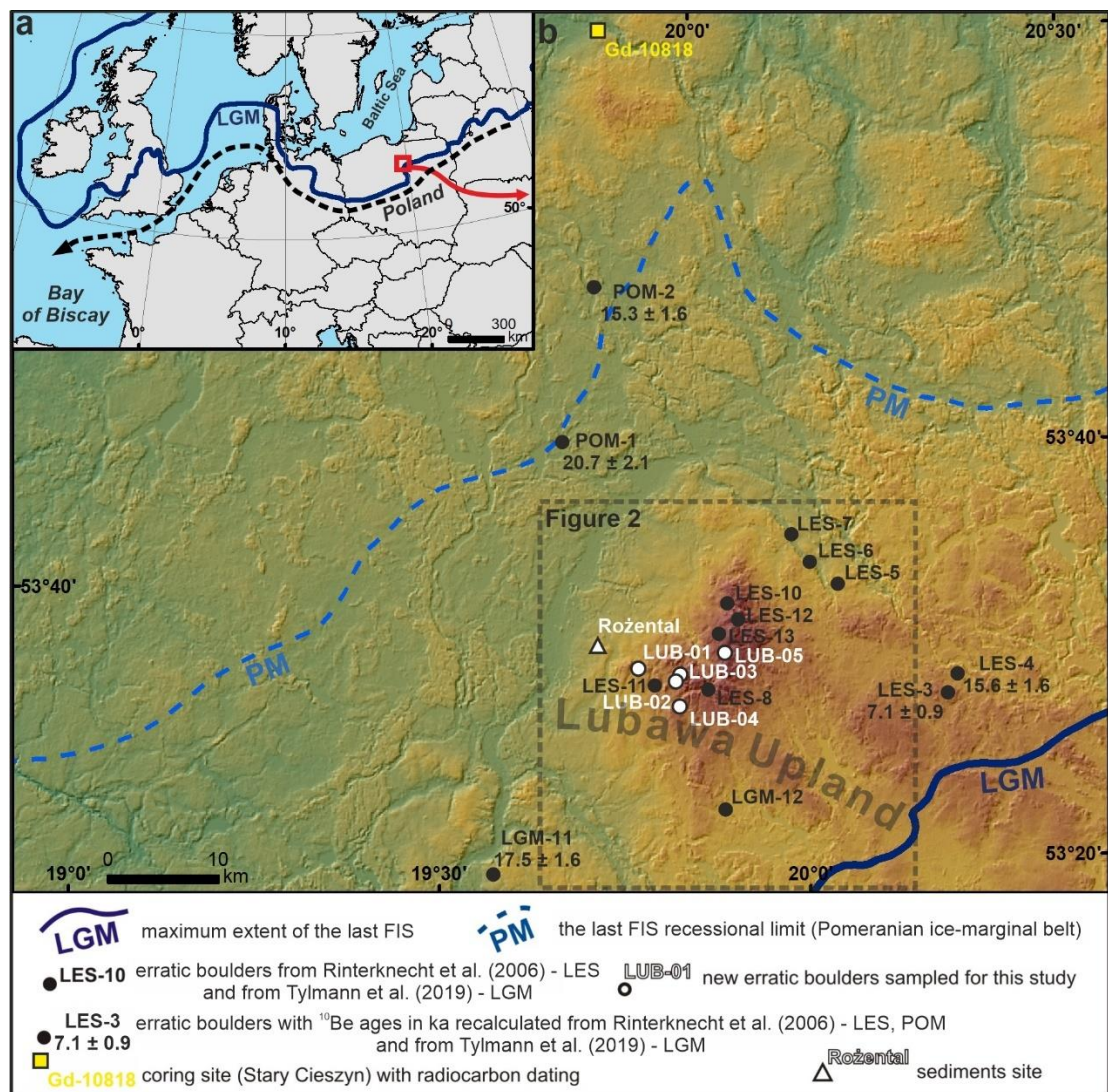 a
LGM
Baltic Sea
Poland
50°
Bay
of Biscay
0°
10°
20°
0 300
km
b
20°0'
20°30'
Gd-10818
POM-2
15.3 ± 1.6
PM
53°40'
POM-1
20.7 ± 2.1
Figure 2
LES-7
LES-6
LES-5
53°40'
LES-10
LES-12
LES-13
Rożental
LUB-01
LUB-05
LUB-03
LES-11
LES-8
LUB-02
LUB-04
LES-4
15.6 ± 1.6
LES-3
7.1 ± 0.9
PM
Lubawa Upland
LGM
LGM-12
LGM-11
17.5 ± 1.6
53°20'
0 10
km
19°0'
19°30'
20°0'
LGM maximum extent of the last FIS
PM the last FIS recessional limit (Pomeranian ice-marginal belt)
LES-10 erratic boulders from Rinterknecht et al. (2006) - LES
and from Tylmann et al. (2019) - LGM
LUB-01 new erratic boulders sampled for this study
LES-3 erratic boulders with ¹⁰Be ages in ka recalculated from Rinterknecht et al. (2006) - LES, POM
7.1 ± 0.9 and from Tylmann et al. (2019) - LGM
Gd-10818 coring site (Stary Cieszyn) with radiocarbon dating
Rożental sediments site